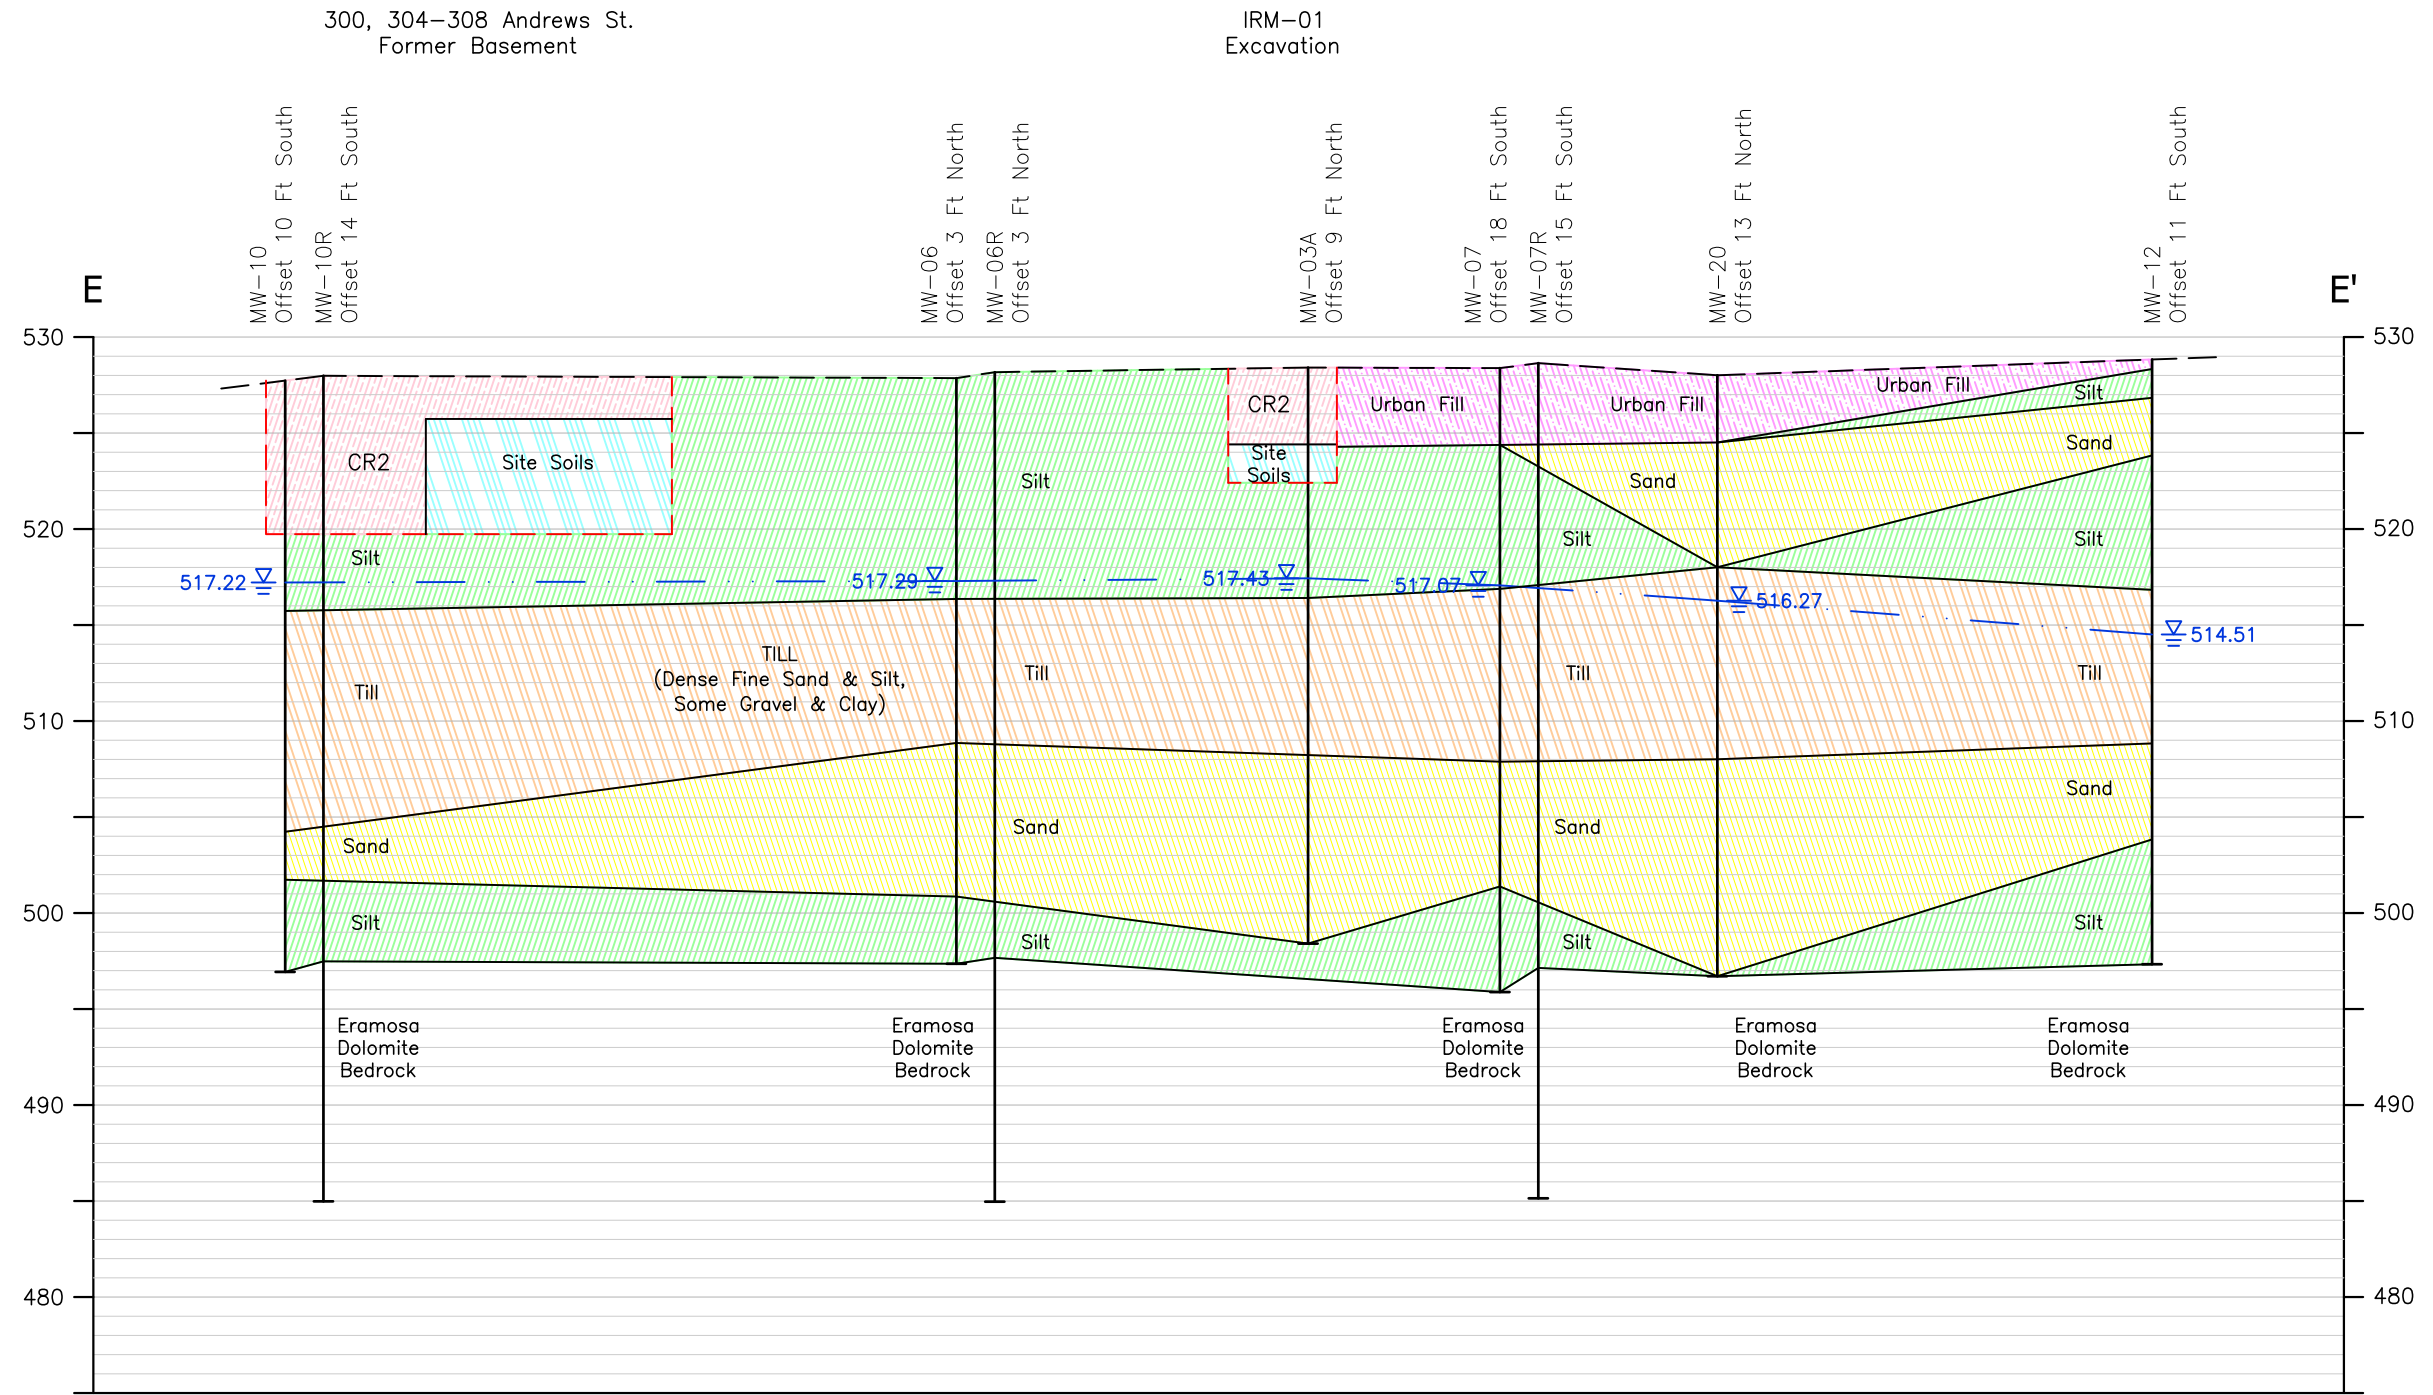 300, 304-308 Andrews St.
Former Basement
IRM-01
Excavation
MW-10
Offset 10 Ft South
MW-10R
Offset 14 Ft South
MW-06
Offset 3 Ft North
MW-06R
Offset 3 Ft North
MW-03A
Offset 9 Ft North
MW-07
Offset 18 Ft South
MW-07R
Offset 15 Ft South
MW-20
Offset 13 Ft North
MW-12
Offset 11 Ft South
E
E'
530
530
Urban Fill
Silt
CR2
Urban Fill
Urban Fill
Sand
Site
Soils
CR2
Site Soils
Silt
Sand
520
520
Silt
Silt
Silt
517.22
517.29
517.43
517.07
516.27
514.51
TILL
(Dense Fine Sand & Silt,
Some Gravel & Clay)
Till
Till
Till
Till
510
510
Sand
Sand
Sand
Sand
500
500
Silt
Silt
Silt
Silt
Eramosa
Dolomite
Bedrock
Eramosa
Dolomite
Bedrock
Eramosa
Dolomite
Bedrock
Eramosa
Dolomite
Bedrock
Eramosa
Dolomite
Bedrock
490
490
480
480